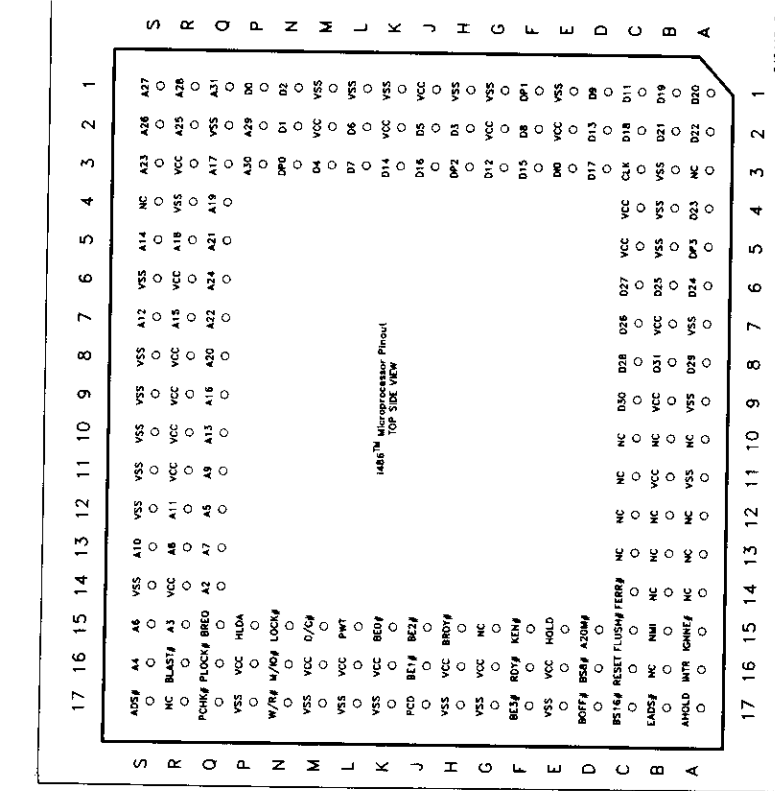 17 16 15 14 13 12 11 10 9 8 7 6 5 4 3 2 1
S ADS# A4 A6 VSS A10 VSS VSS VSS VSS VSS A12 VSS A14 NC A23 A26 A27 S
R NC BLAST# A3 VCC A8 A11 VCC VCC VCC VCC A15 VCC A18 VSS VCC A25 A28 R
Q PCHK# PLOCK# BREQ A2 A7 A5 A9 A13 A16 A20 A22 A24 A21 A19 A17 VSS A31 Q
P VSS VCC HLDA A30 A29 D0 P
N W/R# M/IO# LOCK# DP0 D1 D2 N
M VSS VCC D/C# D4 VCC VSS M
L VSS VCC PWT D7 D6 VSS L
K VSS VCC BE0# D14 VCC VSS K
i486™ Microprocessor Pinout
TOP SIDE VIEW
J PCD BE1# BE2# D16 D5 VCC J
H VSS VCC BRDY# DP2 D3 VSS H
G VSS VCC NC D12 VCC VSS G
F BE3# RDY# KEN# D15 D8 DP1 F
E VSS VCC HOLD D10 VCC VSS E
D BOFF# BS8# A20M# D17 D13 D9 D
C BS16# RESET FLUSH# FERR# NC NC NC NC D30 D28 D26 D27 VCC VCC CLK D18 D11 C
B EADS# NC NMI NC NC NC VCC NC VCC D31 VCC D25 VSS VSS VSS D21 D19 B
A AHOLD INTR IGNNE# NC NC NC VSS NC VSS D29 VSS D24 DP3 D23 NC D22 D20 A
17 16 15 14 13 12 11 10 9 8 7 6 5 4 3 2 1